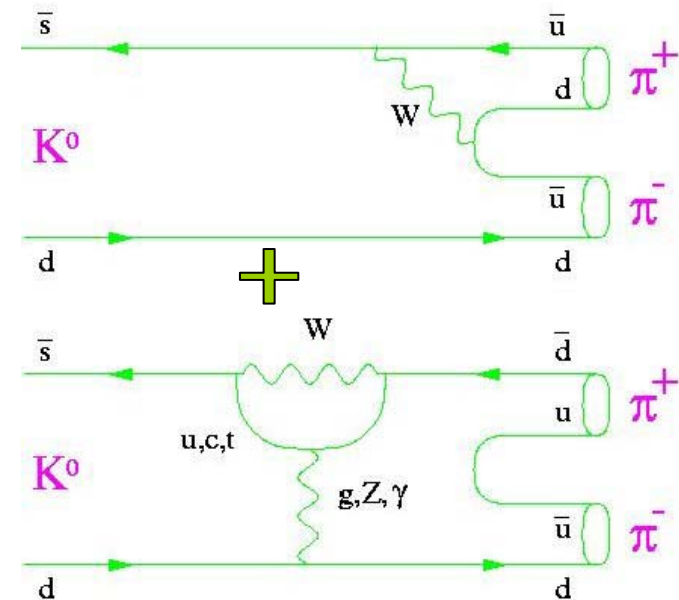 s̅ u̅
π⁺
d
W
K⁰
u̅
π⁻
d d
W
s̅ d̅
π⁺
u
u,c,t
K⁰
g,Z,γ
u̅
π⁻
d d